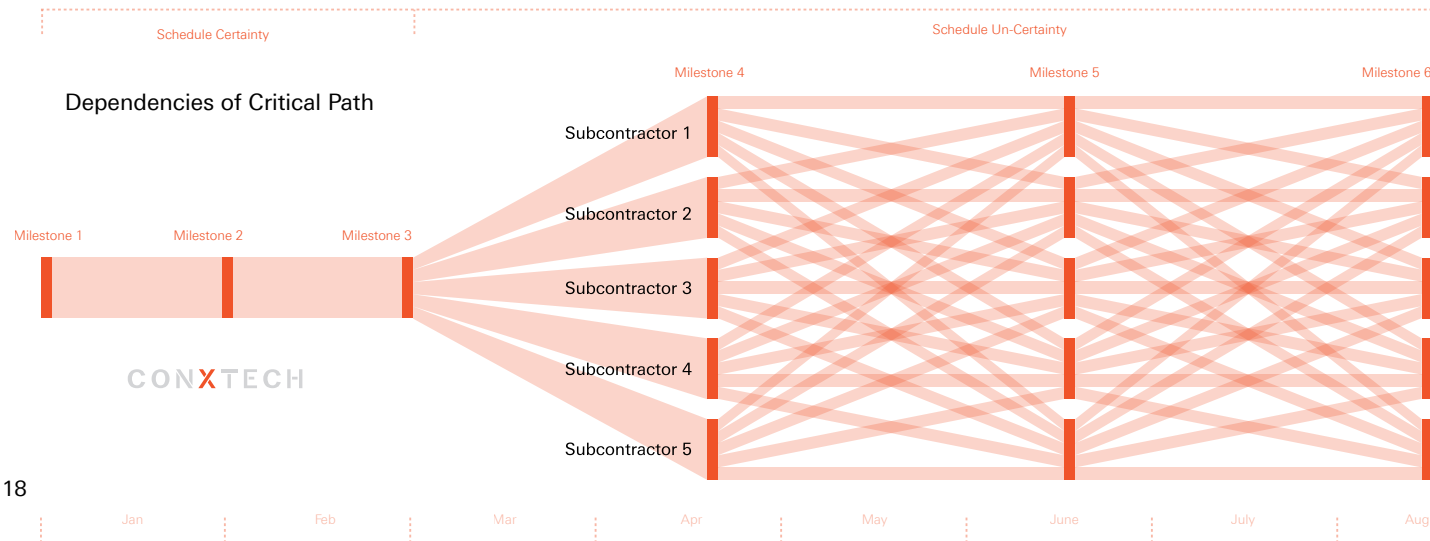 Schedule Certainty
Schedule Un-Certainty
Milestone 4
Milestone 5
Milestone 6
Dependencies of Critical Path
Subcontractor 1
Subcontractor 2
Milestone 1
Milestone 2
Milestone 3
Subcontractor 3
Subcontractor 4
CONXTECH
Subcontractor 5
18
Jan
Feb
Mar
Apr
May
June
July
Aug